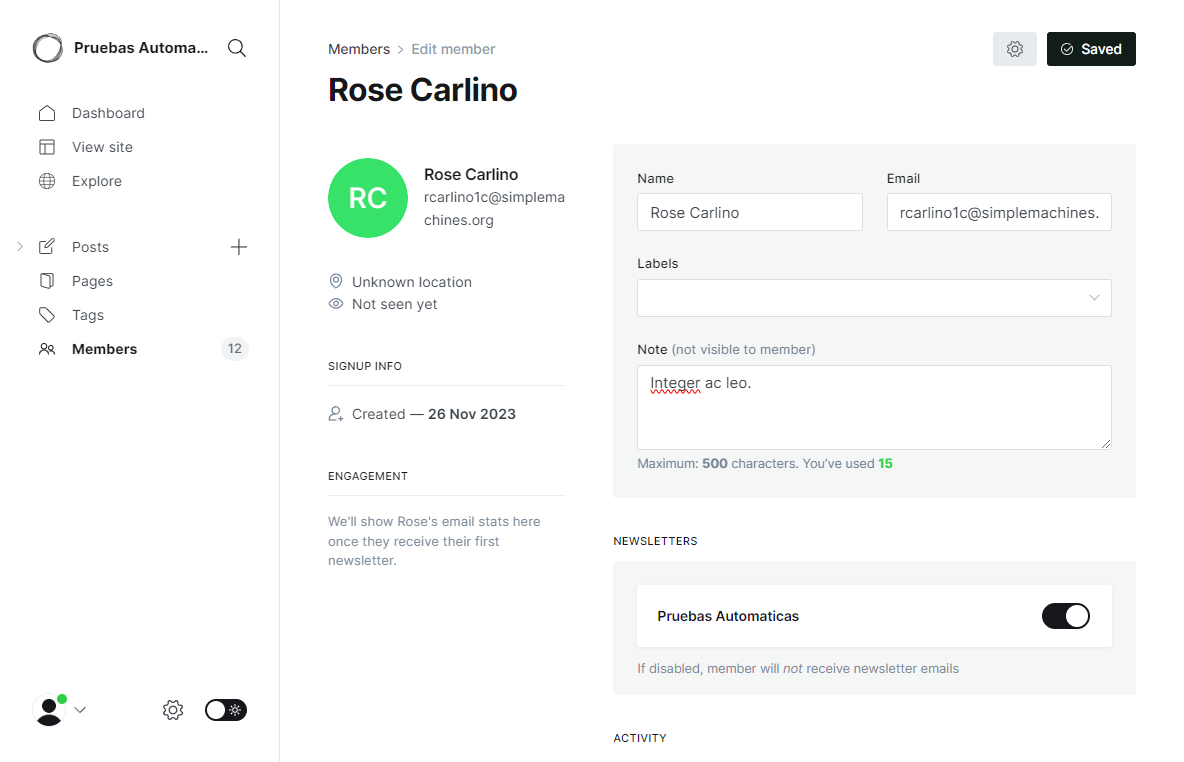 Pruebas Automa...
Dashboard
View site
Explore
Posts
Pages
Tags
Members 12
Members > Edit member
Saved
Rose Carlino
RC
Rose Carlino
rcarlino1c@simplema
chines.org
Unknown location
Not seen yet
SIGNUP INFO
Created — 26 Nov 2023
ENGAGEMENT
We'll show Rose's email stats here
once they receive their first
newsletter.
Name
Rose Carlino
Email
rcarlino1c@simplemachines.
Labels
Note (not visible to member)
Integer ac leo.
Maximum: 500 characters. You've used 15
NEWSLETTERS
Pruebas Automaticas
If disabled, member will not receive newsletter emails
ACTIVITY